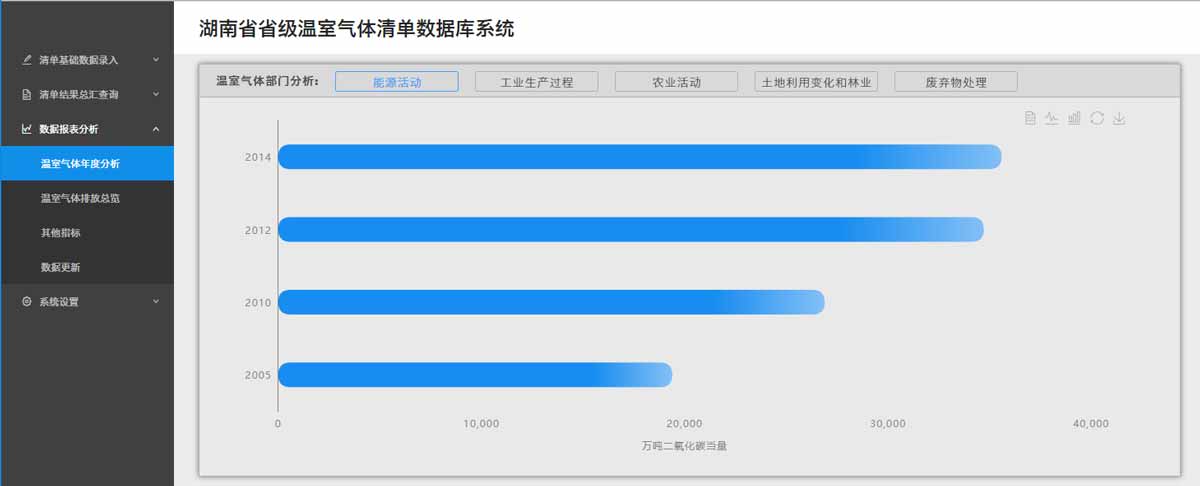 湖南省省级温室气体清单数据库系统
清单基础数据录入
清单结果总汇查询
数据报表分析
温室气体年度分析
温室气体排放总览
其他指标
数据更新
系统设置
温室气体部门分析: 能源活动 工业生产过程 农业活动 土地利用变化和林业 废弃物处理
2014
2012
2010
2005
0 10,000 20,000 30,000 40,000
万吨二氧化碳当量